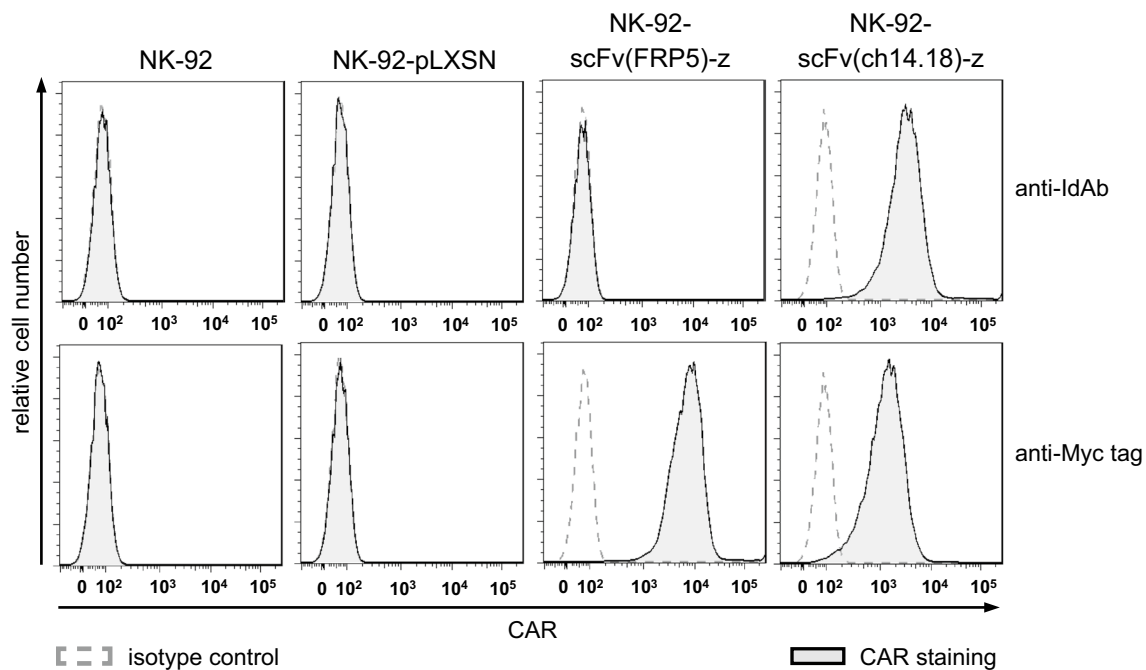 NK-92
NK-92-pLXSN
NK-92-
scFv(FRP5)-z
NK-92-
scFv(ch14.18)-z
relative cell number
anti-IdAb
0 10² 10³ 10⁴ 10⁵
0 10² 10³ 10⁴ 10⁵
0 10² 10³ 10⁴ 10⁵
0 10² 10³ 10⁴ 10⁵
anti-Myc tag
0 10² 10³ 10⁴ 10⁵
0 10² 10³ 10⁴ 10⁵
0 10² 10³ 10⁴ 10⁵
0 10² 10³ 10⁴ 10⁵
CAR
isotype control
CAR staining